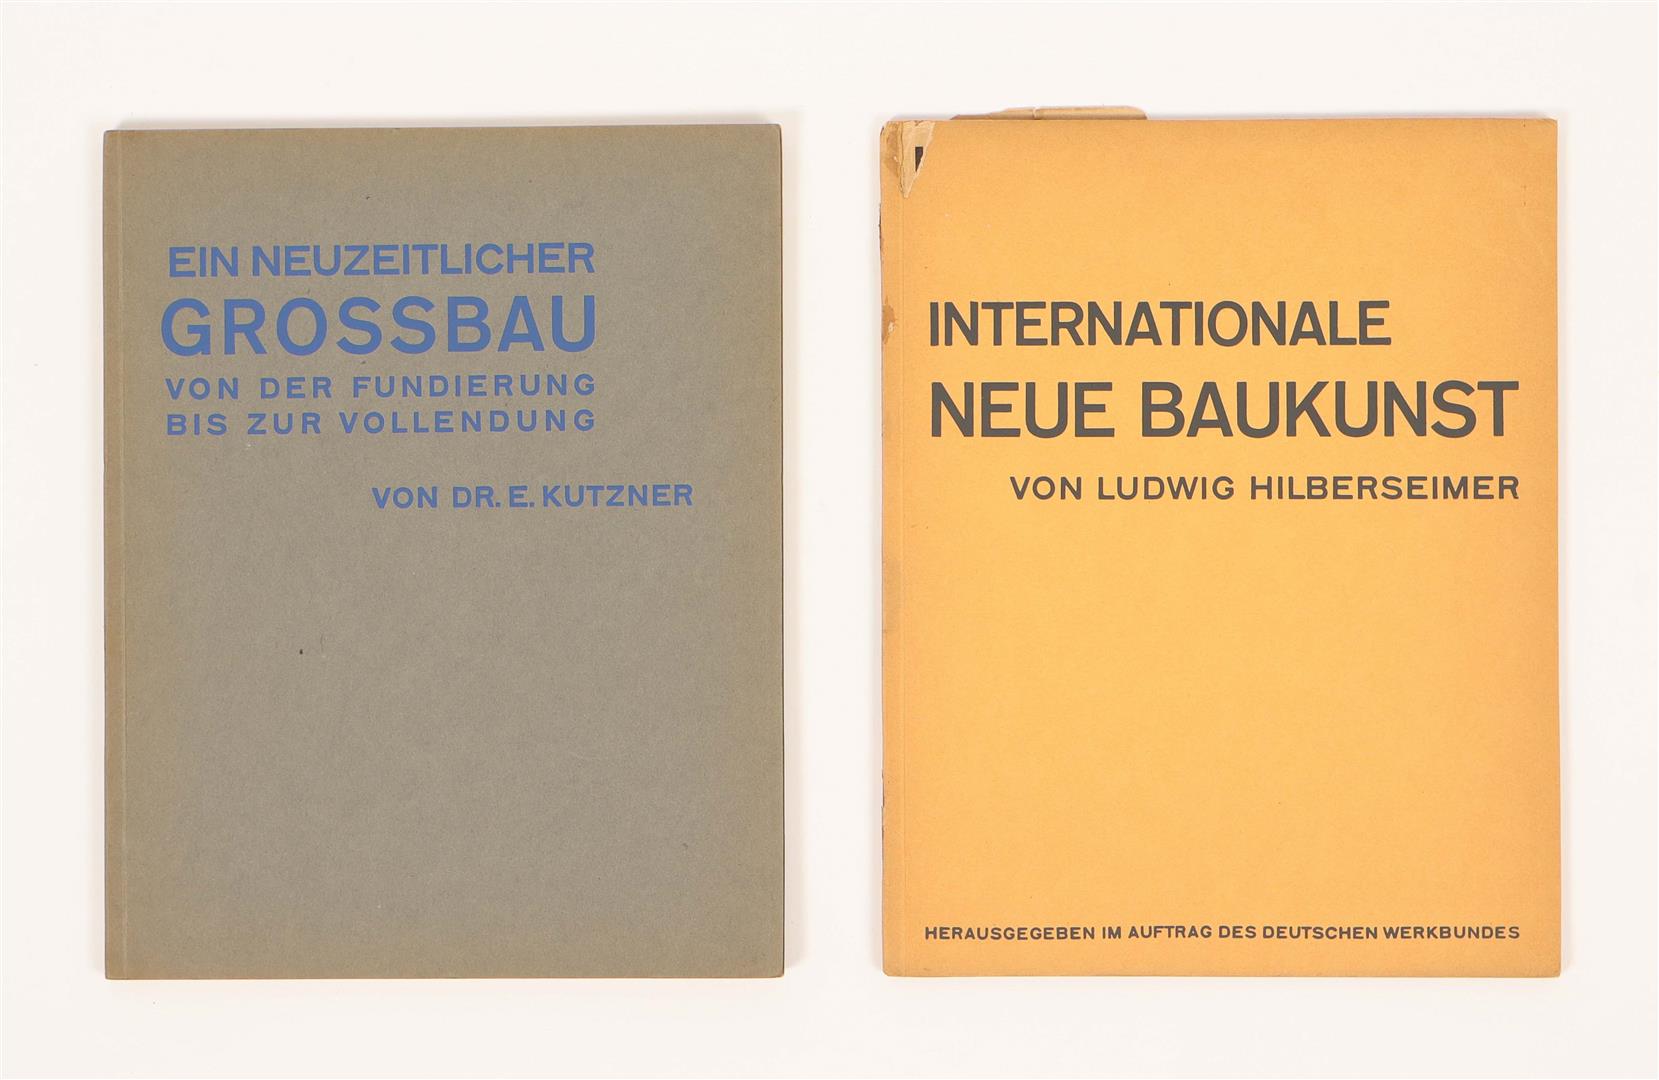 EIN NEUZEITLICHER
GROSSBAU
VON DER FUNDIERUNG
BIS ZUR VOLLENDUNG
VON DR. E. KUTZNER
INTERNATIONALE
NEUE BAUKUNST
VON LUDWIG HILBERSEIMER
HERAUSGEGEBEN IM AUFTRAG DES DEUTSCHEN WERKBUNDES